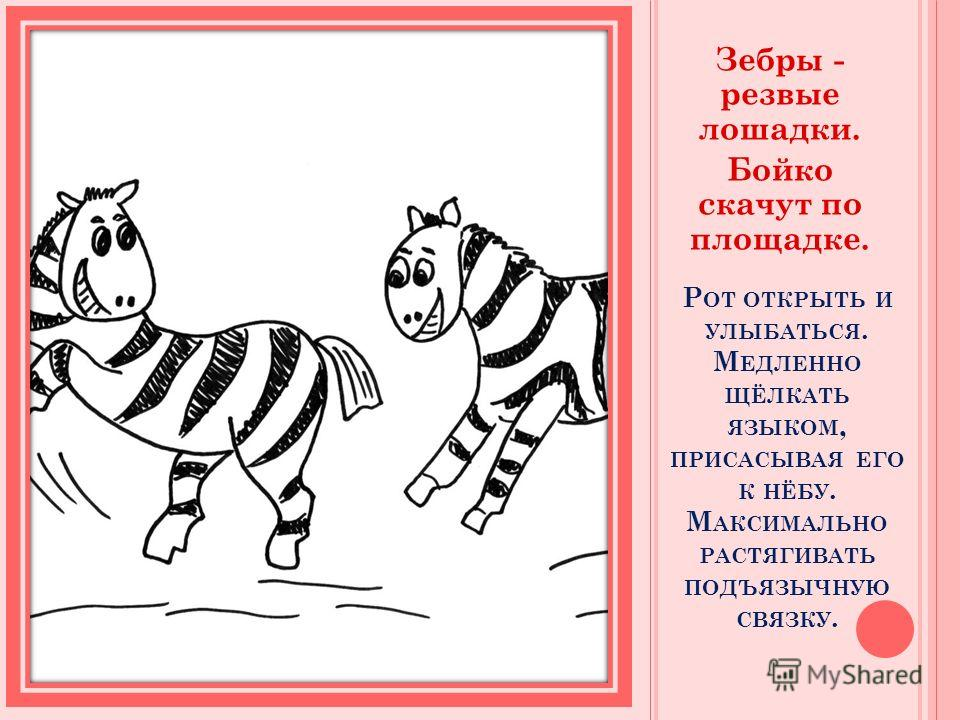 Зебры -
резвые
лошадки.
Бойко
скачут по
площадке.
Рот открыть и
улыбаться.
Медленно
щёлкать
языком,
присасывая его
к нёбу.
Максимально
растягивать
подъязычную
связку.
MyShared